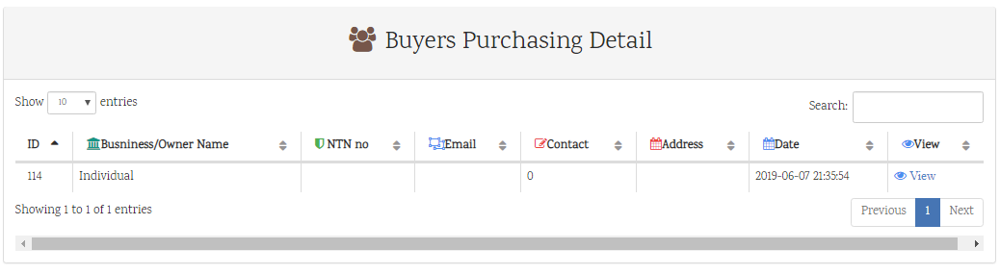 Buyers Purchasing Detail
Show 10 entries
Search:
ID Busniness/Owner Name NTN no Email Contact Address Date View
114 Individual 0 2019-06-07 21:35:54 View
Showing 1 to 1 of 1 entries
Previous 1 Next